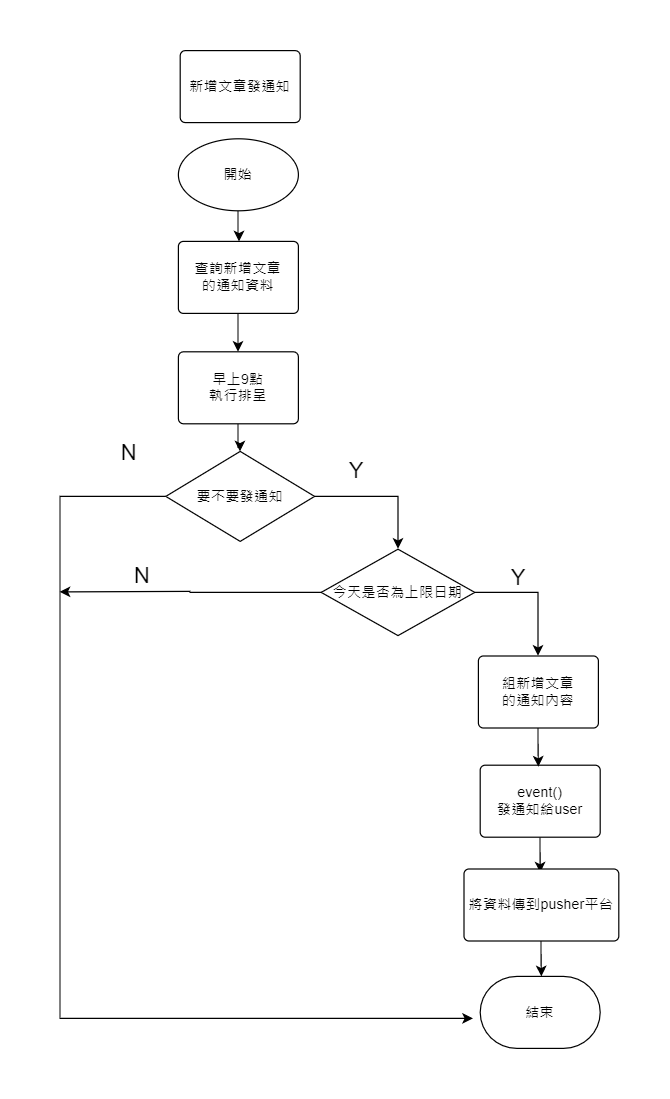 新增文章發通知
開始
查詢新增文章
的通知資料
早上9點
執行排呈
N
Y
要不要發通知
N
今天是否為上限日期
Y
組新增文章
的通知內容
event()
發通知給user
將資料傳到pusher平台
結束